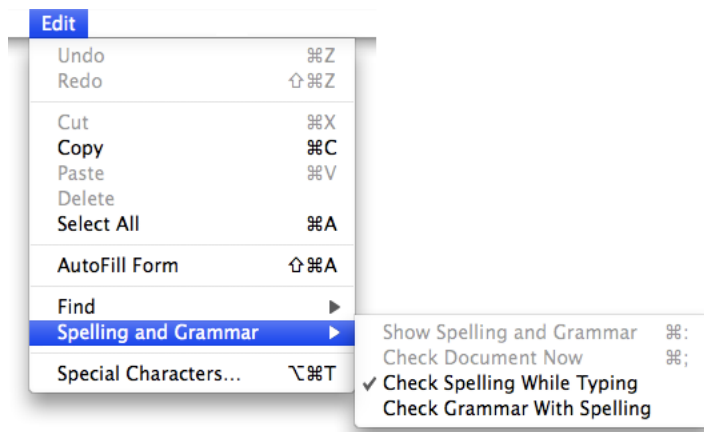 Edit
Undo ⌘Z
Redo ⇧⌘Z
Cut ⌘X
Copy ⌘C
Paste ⌘V
Delete
Select All ⌘A
AutoFill Form ⇧⌘A
Find ▶
Spelling and Grammar ▶
Special Characters... ⌥⌘T
Show Spelling and Grammar ⌘:
Check Document Now ⌘;
✓ Check Spelling While Typing
Check Grammar With Spelling